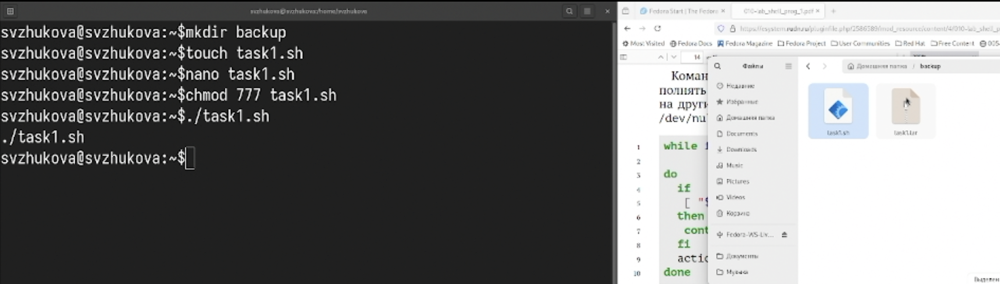 svzhukova@svzhukova:/home/svzhukova
svzhukova@svzhukova:~$mkdir backup
svzhukova@svzhukova:~$touch task1.sh
svzhukova@svzhukova:~$nano task1.sh
svzhukova@svzhukova:~$chmod 777 task1.sh
svzhukova@svzhukova:~$./task1.sh
./task1.sh
svzhukova@svzhukova:~$
Fedora Start | The Fedora
010-lab_shell_prog_1.pdf
https://esystem.rudn.ru/pluginfile.php/2586589/mod_resource/content/4/010-lab_shell_p
Most Visited Fedora Docs Fedora Magazine Fedora Project User Communities Red Hat Free Content 005-
14
Коман
полнять
на други
/dev/nu
1 while
2
3 do
4 if
5 [ "$
6 then
7 cont
8 fi
9 actio
10 done
Файлы
Недавние
Избранные
Домашняя папка
Documents
Downloads
Music
Pictures
Videos
Корзина
Fedora-WS-Liv...
Документы
Музыка
Домашняя папка / backup
task1.sh
task1.tar
Выделен